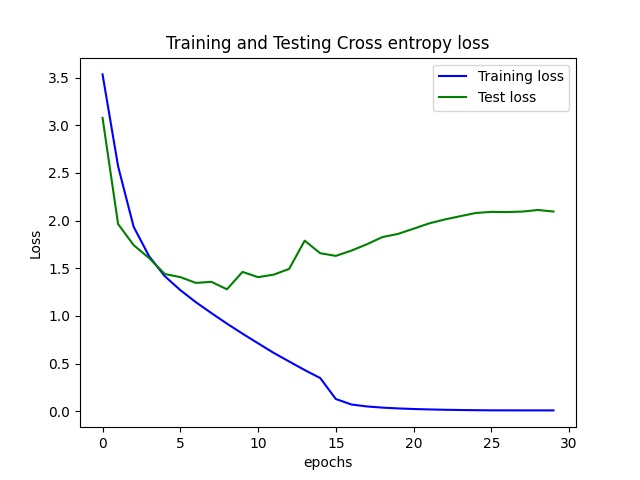 Training and Testing Cross entropy loss
Training loss
Test loss
3.5
3.0
2.5
2.0
1.5
1.0
0.5
0.0
Loss
0 5 10 15 20 25 30
epochs